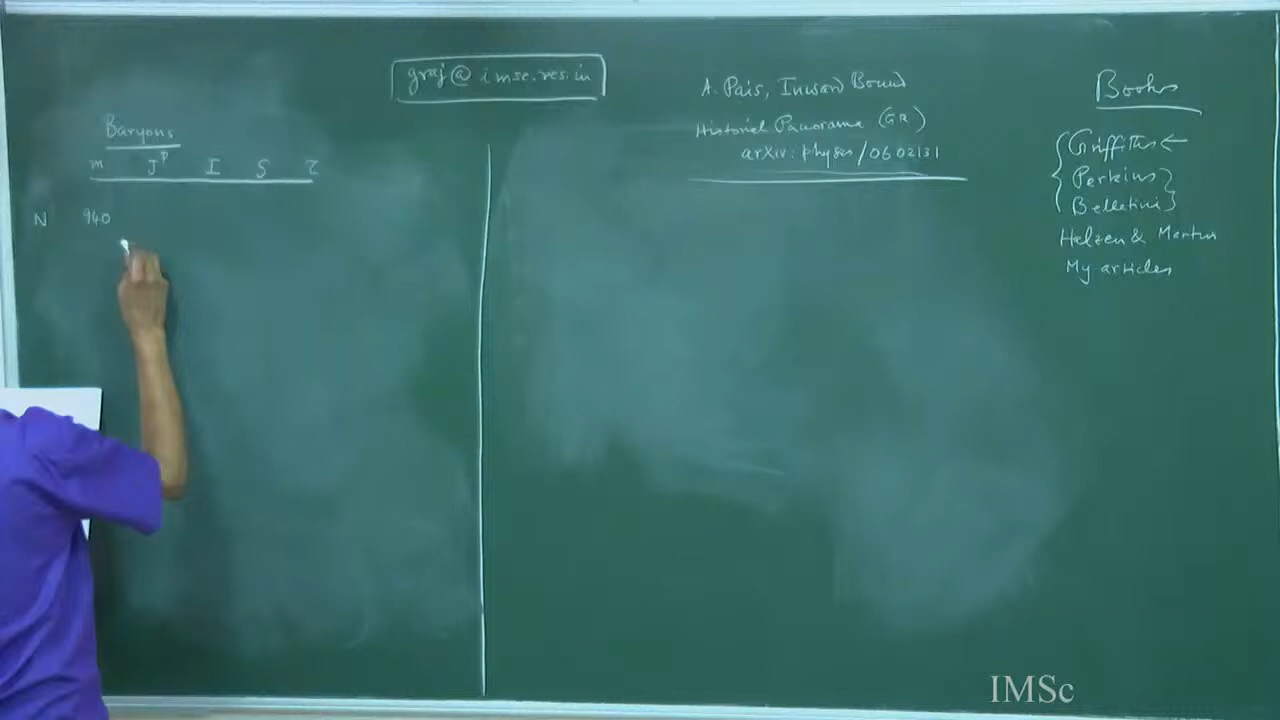 graj@imsc.res.in
Baryons
m J^P I S τ
N 940
A. Pais, Inward Bound
Historical Panorama (GR)
arXiv: physics/0602131
Books
Griffiths ←
Perkins
Bettini
Halzen & Martin
My articles
IMSc